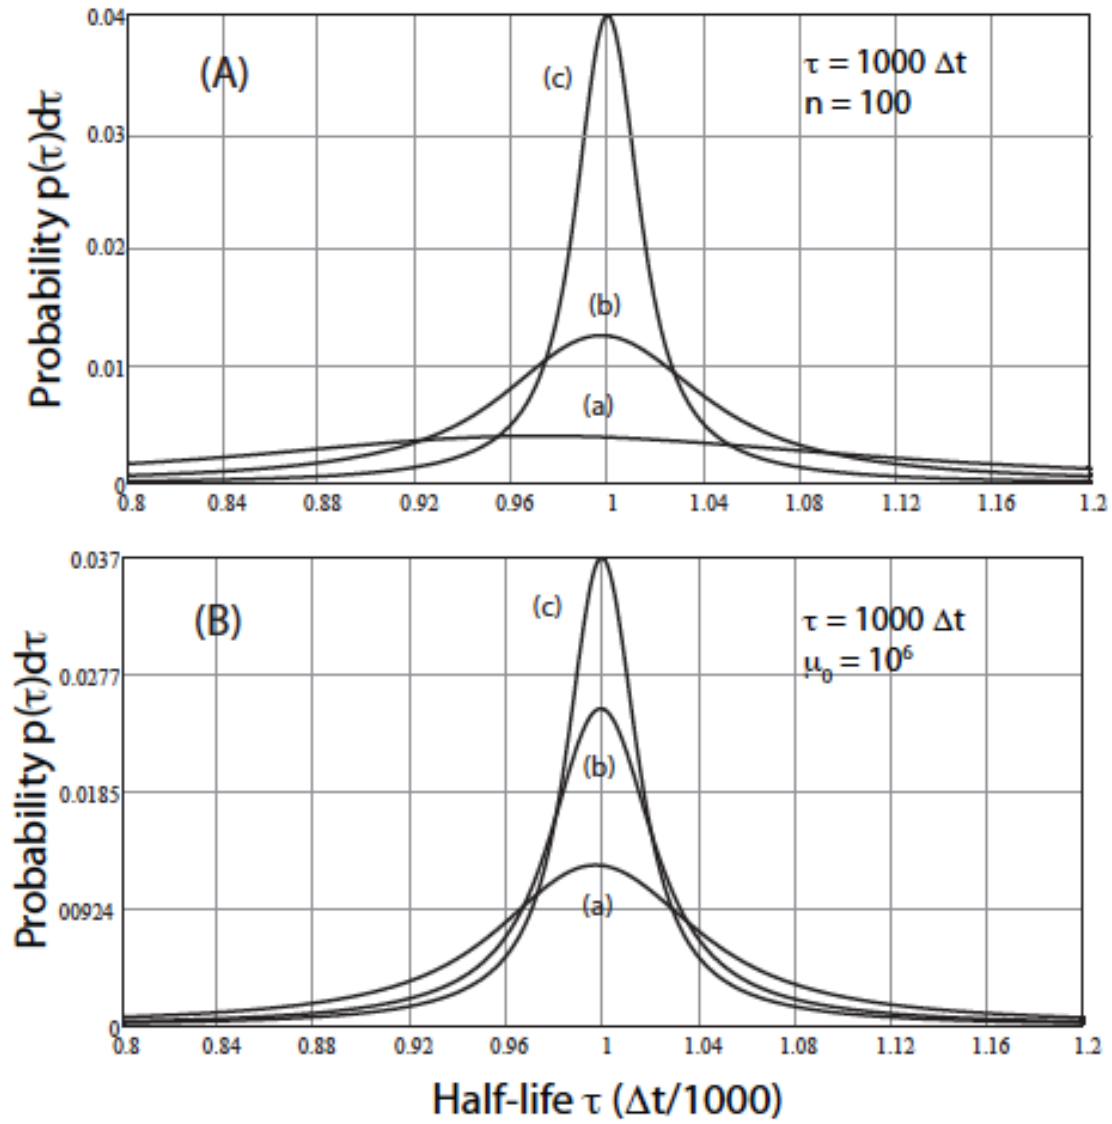 0.04
(A)
(c)
τ = 1000 Δt
n = 100
Probability p(τ)dτ
0.03
0.02
(b)
0.01
(a)
0
0.8 0.84 0.88 0.92 0.96 1 1.04 1.08 1.12 1.16 1.2
0.037
(B)
(c)
τ = 1000 Δt
μ₀ = 10⁶
Probability p(τ)dτ
0.0277
(b)
0.0185
(a)
00924
0
0.8 0.84 0.88 0.92 0.96 1 1.04 1.08 1.12 1.16 1.2
Half-life τ (Δt/1000)